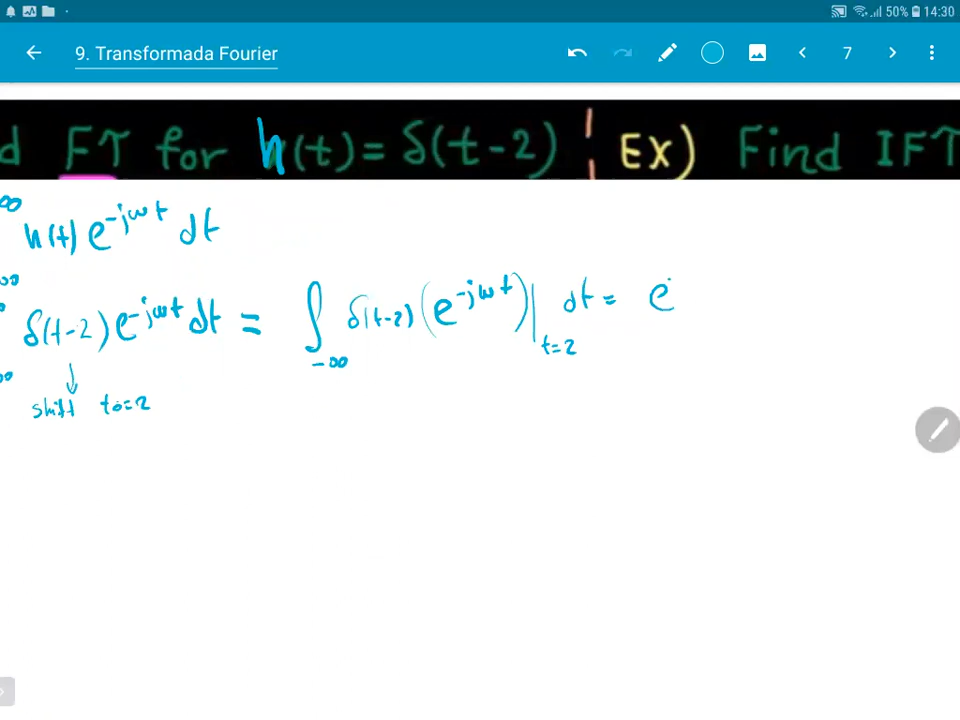 50% 14:30
9. Transformada Fourier
7
d FT for h(t) = δ(t-2) Ex) Find IFT
∞
h(t) e^{-jωt} dt
∞
δ(t-2) e^{-jωt} dt = ∫_{-∞} δ(t-2) (e^{-jωt})|_{t=2} dt = e
∞
shift to=2